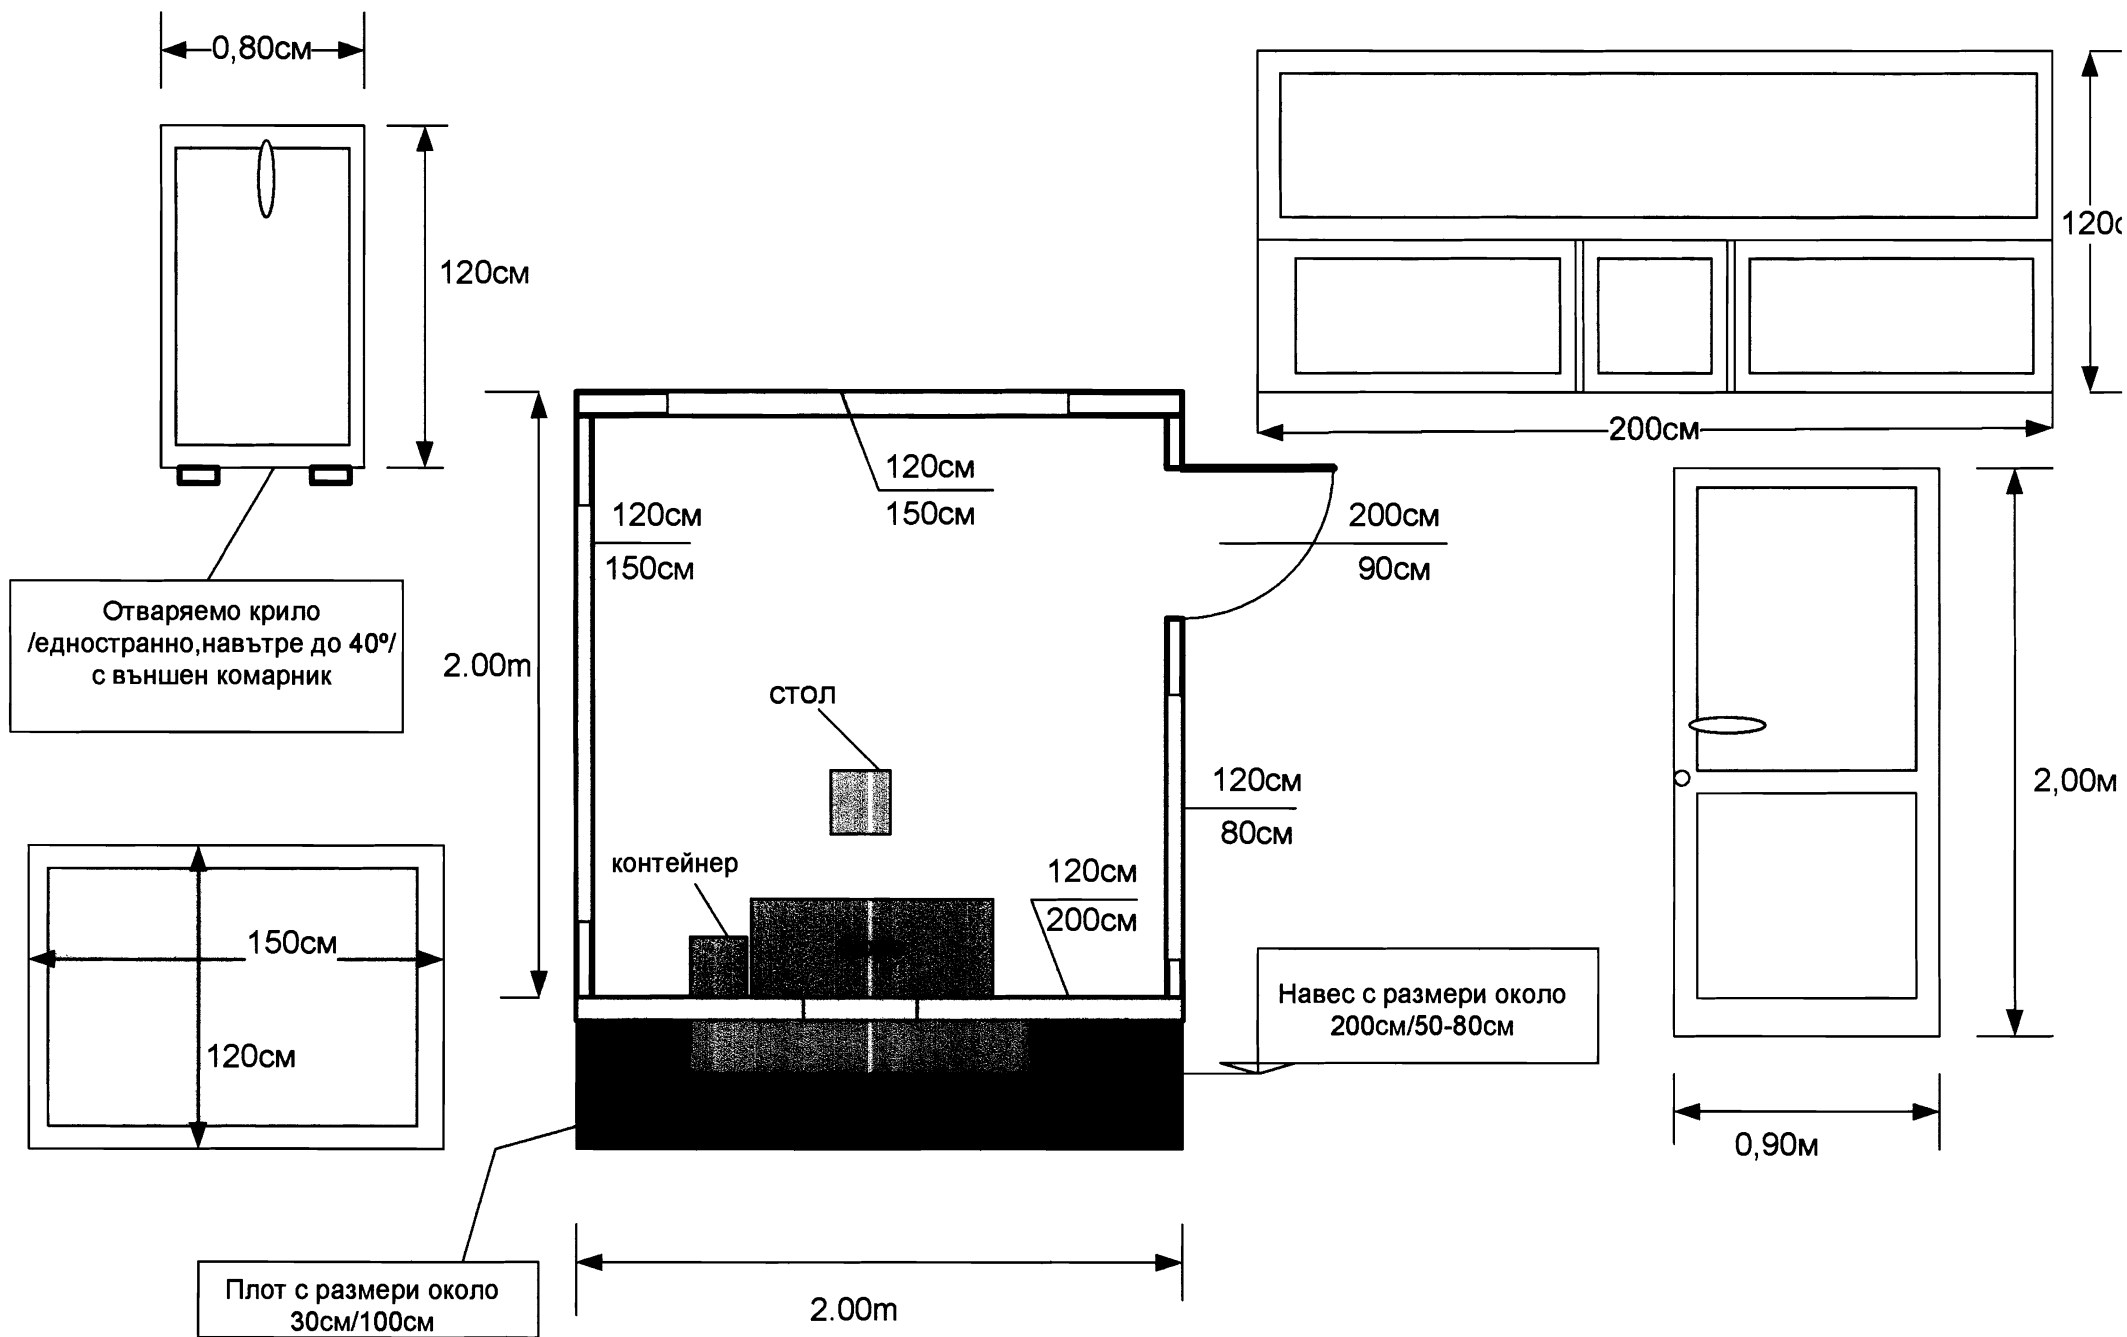 0,80см
120см
200см
120см
150см
120см
150см
200см
90см
Отваряемо крило
/едностранно,навътре до 40º/
с външен комарник
2.00m
стол
120см
80см
2,00м
контейнер
120см
200см
150см
120см
Навес с размери около
200см/50-80см
0,90м
Плот с размери около
30см/100см
2.00m